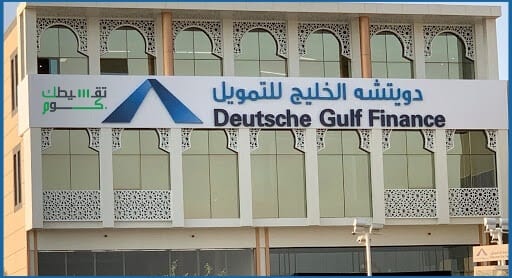 دويتشه الخليج للتمويل
Deutsche Gulf Finance
تقسيطك
كوم.